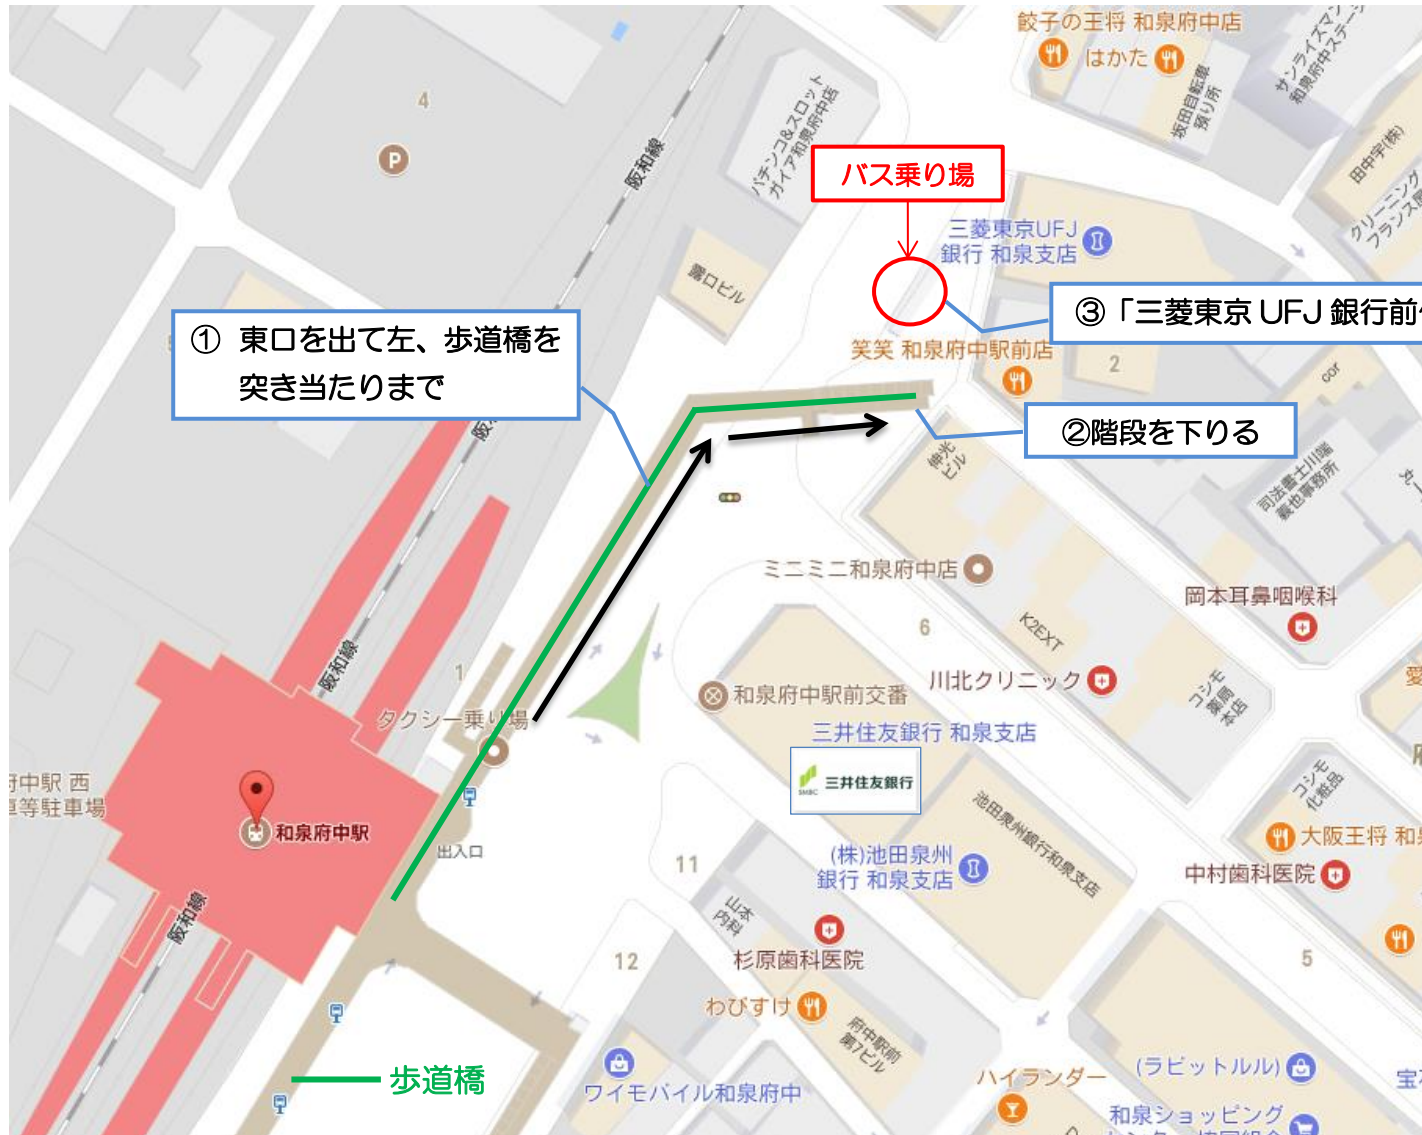 餃子の王将 和泉府中店
はかた
サンライズマン
和泉府中ステージ
坂田自転車
預り所
田中宇(株)
クリーニング
フランス屋
4
P
阪和線
パチンコ&スロット
ガイア和泉府中店
バス乗り場
三菱東京UFJ
銀行 和泉支店
露口ビル
① 東口を出て左、歩道橋を
突き当たりまで
③「三菱東京 UFJ 銀行前
笑笑 和泉府中駅前店
2
cor
②階段を下りる
伸光
ビル
司法書士川端
義也事務所
ミニミニ和泉府中店
岡本耳鼻咽喉科
K2EXT
6
川北クリニック
コシモ
薬局
本店
和泉府中駅前交番
三井住友銀行 和泉支店
SMBC 三井住友銀行
阪和線
1
タクシー乗り場
府中駅 西
車等駐車場
和泉府中駅
出入口
コシモ
化粧品
大阪王将 和
池田泉州銀行和泉支店
(株)池田泉州
銀行 和泉支店
11
中村歯科医院
山本
内科
杉原歯科医院
12
5
阪和線
わびすけ
府中駅前
第7ビル
歩道橋
ワイモバイル和泉府中
ハイランダー
(ラビットルル)
宝
和泉ショッピング